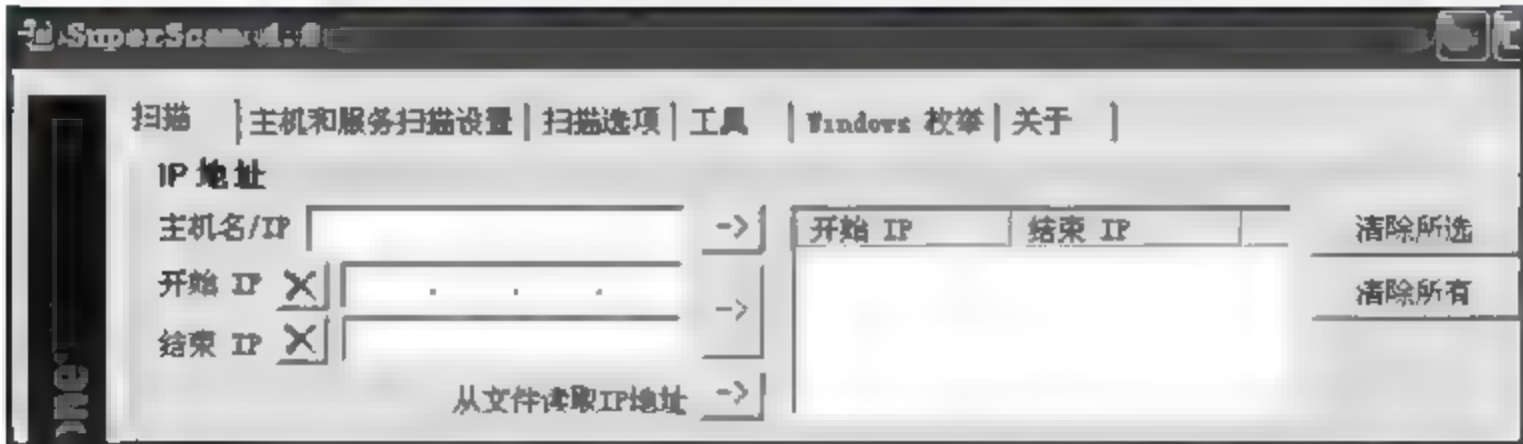 SuperScan 4.0
扫描 主机和服务扫描设置 扫描选项 工具 Windows 枚举 关于
IP 地址
主机名/IP -> 开始 IP 结束 IP 清除所选
开始 IP X . . . -> 清除所有
结束 IP X
从文件读取IP地址 ->